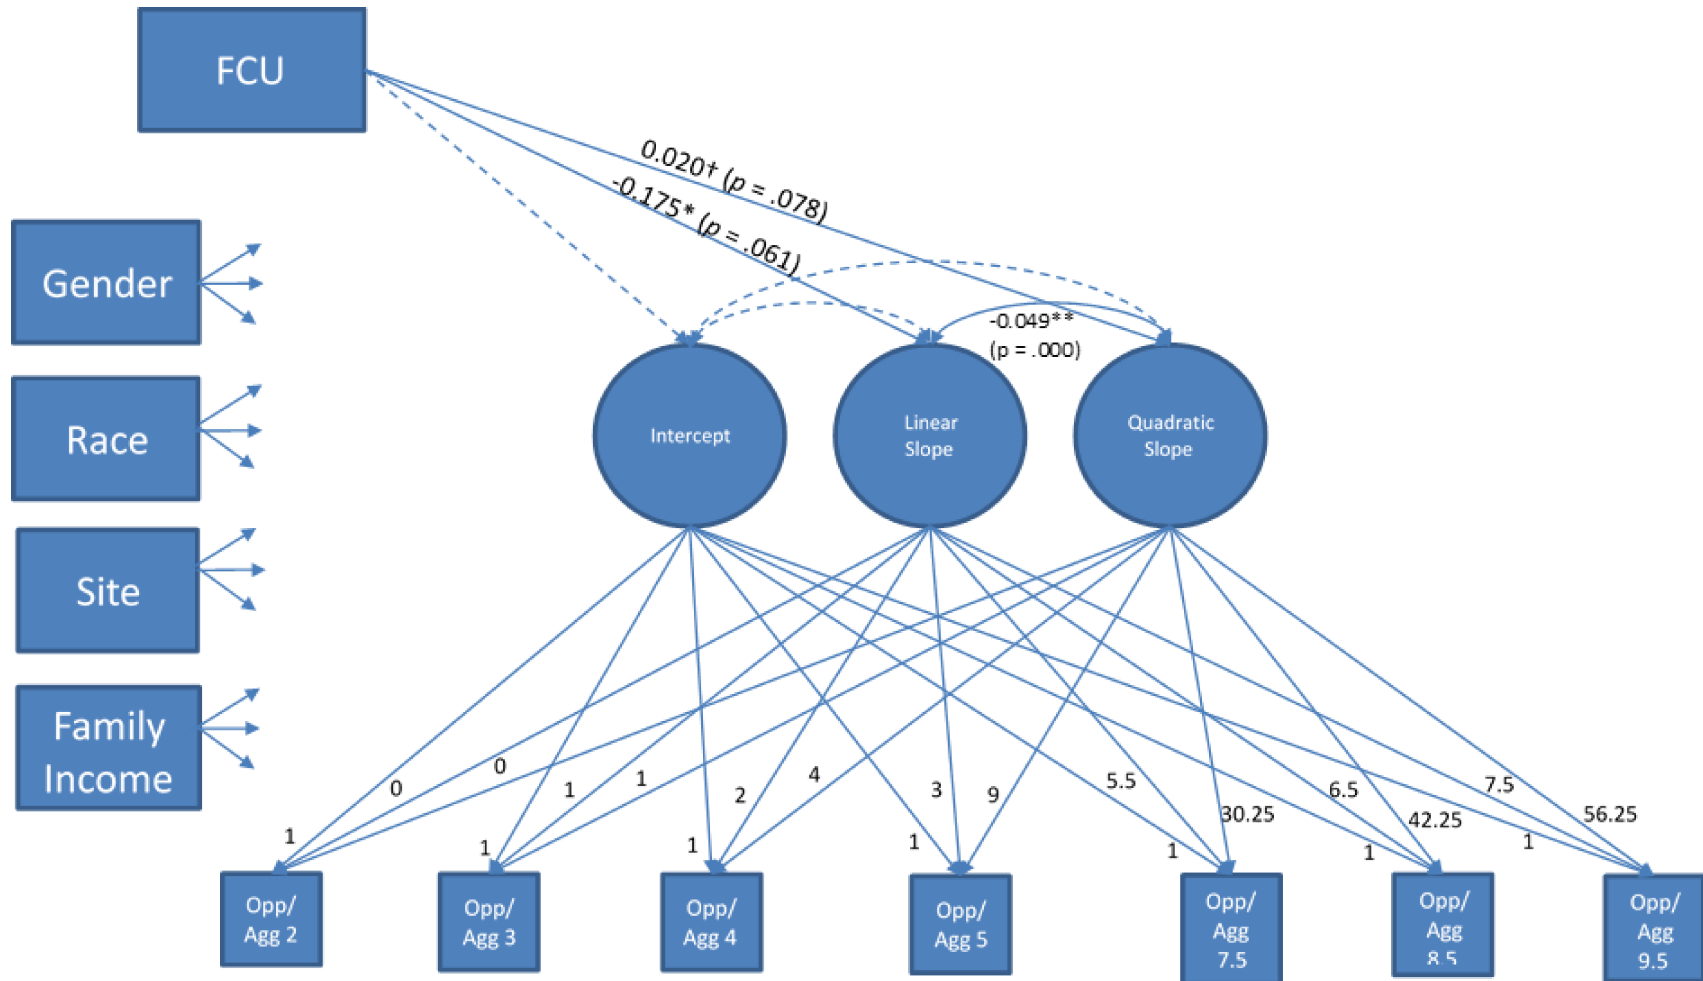 FCU
0.020† (p = .078)
-0.175* (p = .061)
Gender
-0.049**
(p = .000)
Race
Intercept
Linear
Slope
Quadratic
Slope
Site
Family
Income
0
0
1
1
2
4
3
9
5.5
30.25
6.5
42.25
7.5
56.25
1
1
1
1
1
1
1
Opp/
Agg 2
Opp/
Agg 3
Opp/
Agg 4
Opp/
Agg 5
Opp/
Agg
7.5
Opp/
Agg
8.5
Opp/
Agg
9.5